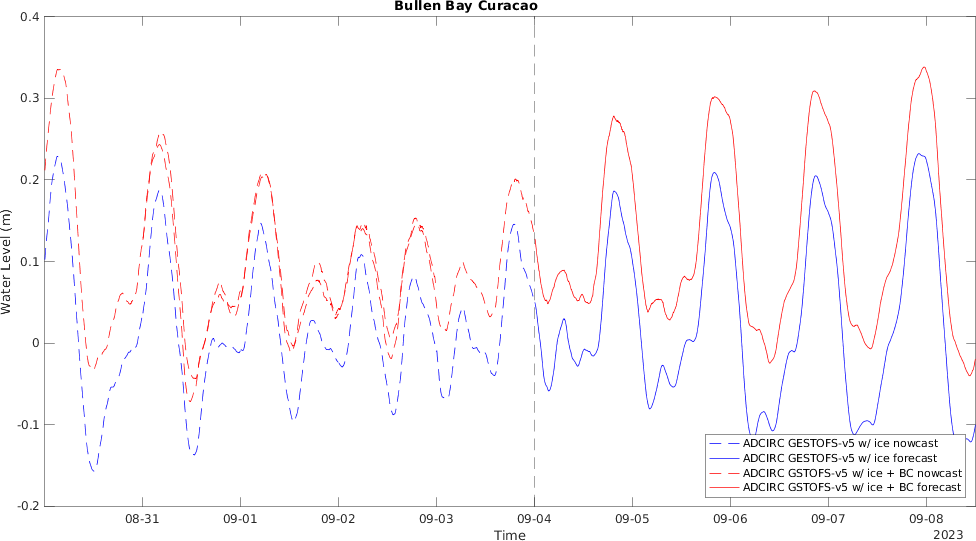 Bullen Bay Curacao
0.4
0.3
0.2
0.1
0
-0.1
-0.2
Water Level (m)
08-31 09-01 09-02 09-03 09-04 09-05 09-06 09-07 09-08
Time
2023
ADCIRC GESTOFS-v5 w/ ice nowcast
ADCIRC GESTOFS-v5 w/ ice forecast
ADCIRC GSTOFS-v5 w/ ice + BC nowcast
ADCIRC GSTOFS-v5 w/ ice + BC forecast